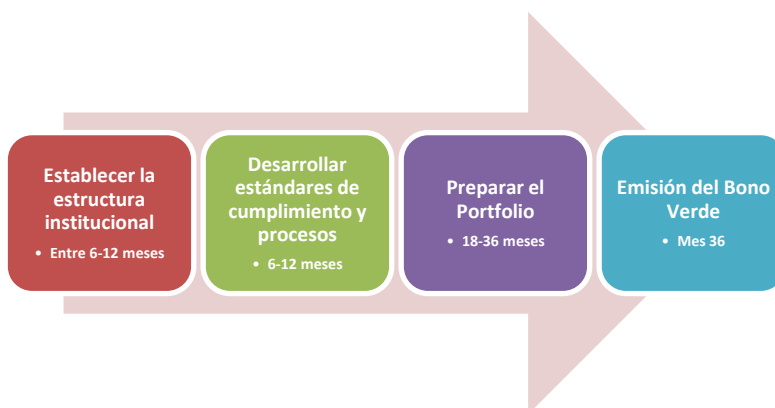 Establecer la
estructura
institucional
• Entre 6-12 meses
Desarrollar
estándares de
cumplimiento y
procesos
• 6-12 meses
Preparar el
Portfolio
• 18-36 meses
Emisión del Bono
Verde
• Mes 36